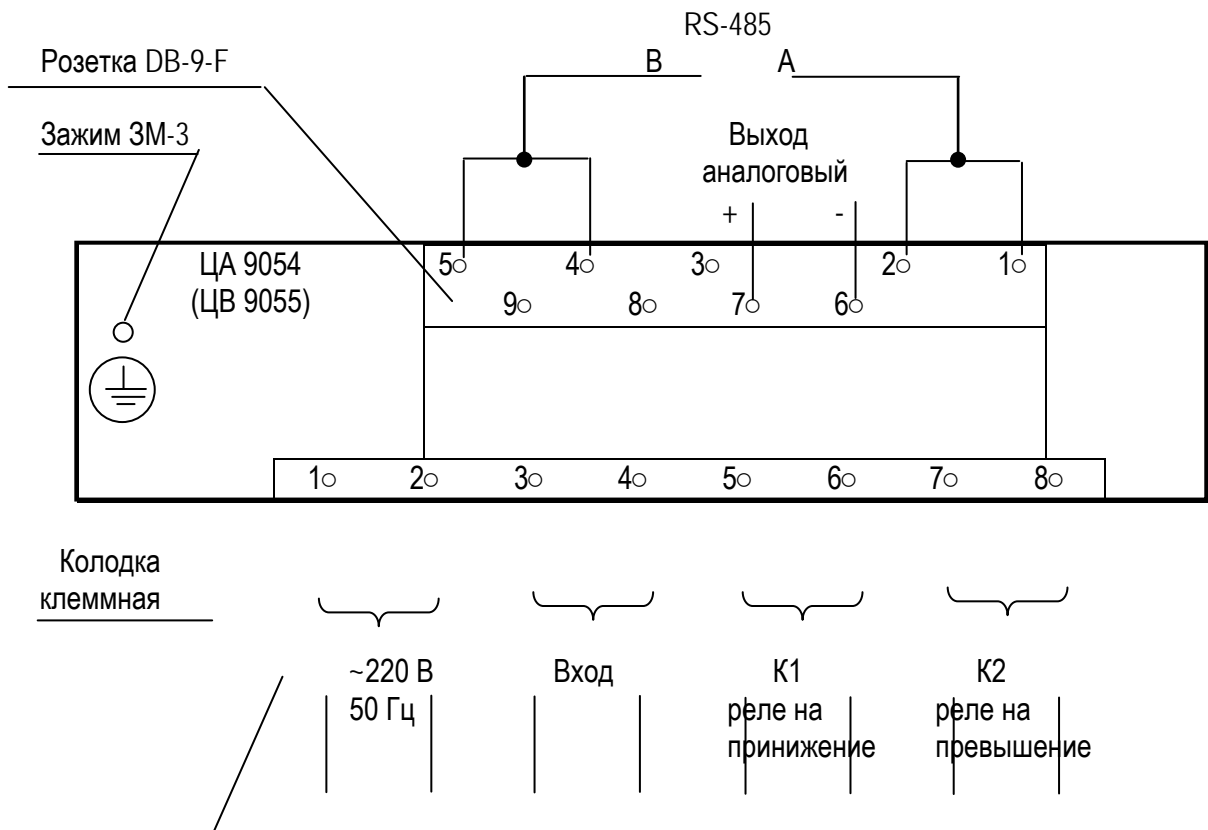 RS-485
Розетка DB-9-F
В А
Зажим ЗМ-3
Выход
аналоговый
+ -
ЦА 9054
(ЦВ 9055)
5 4 3 2 1
9 8 7 6
1 2 3 4 5 6 7 8
Колодка
клеммная
~220 В
50 Гц
Вход
К1
реле на
принижение
К2
реле на
превышение